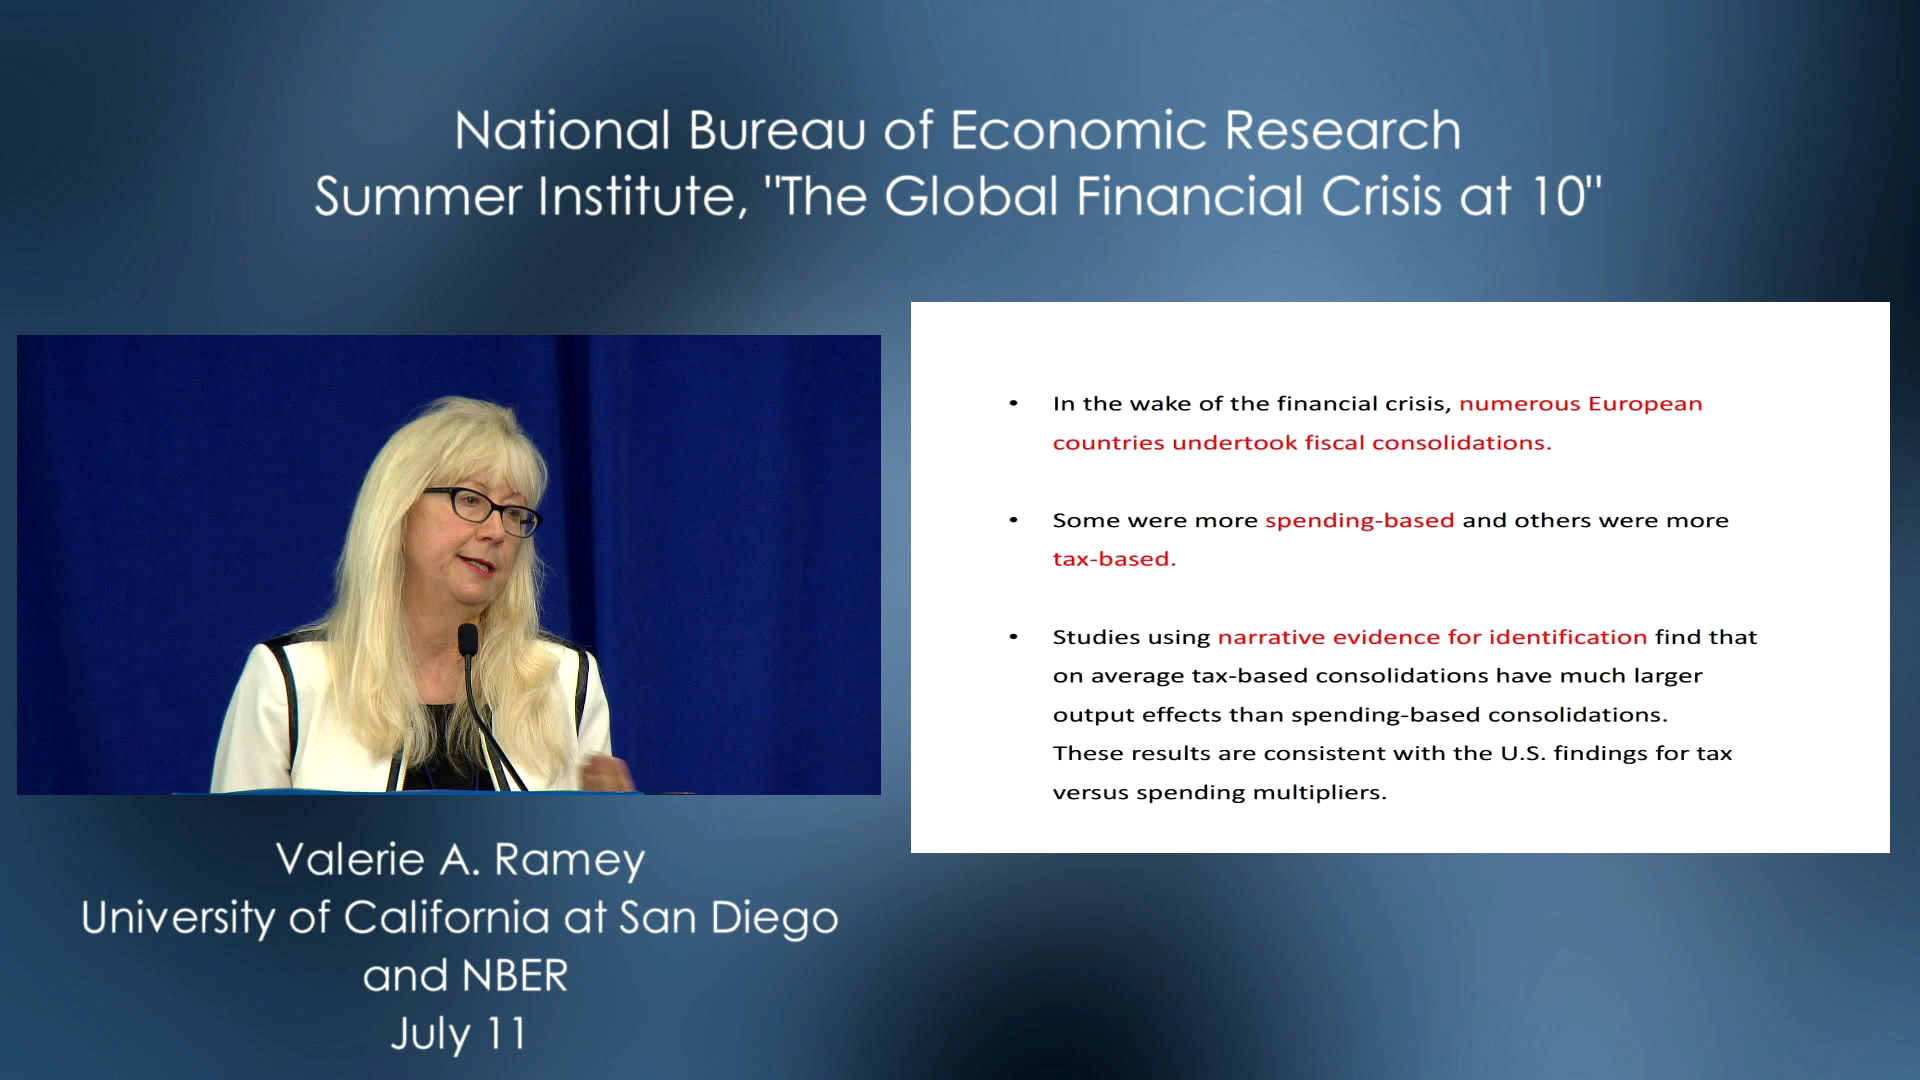 National Bureau of Economic Research
Summer Institute, "The Global Financial Crisis at 10"
• In the wake of the financial crisis, numerous European
countries undertook fiscal consolidations.
• Some were more spending-based and others were more
tax-based.
• Studies using narrative evidence for identification find that
on average tax-based consolidations have much larger
output effects than spending-based consolidations.
These results are consistent with the U.S. findings for tax
versus spending multipliers.
Valerie A. Ramey
University of California at San Diego
and NBER
July 11